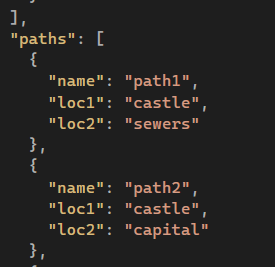 ],
"paths": [
{
"name": "path1",
"loc1": "castle",
"loc2": "sewers"
},
{
"name": "path2",
"loc1": "castle",
"loc2": "capital"
},